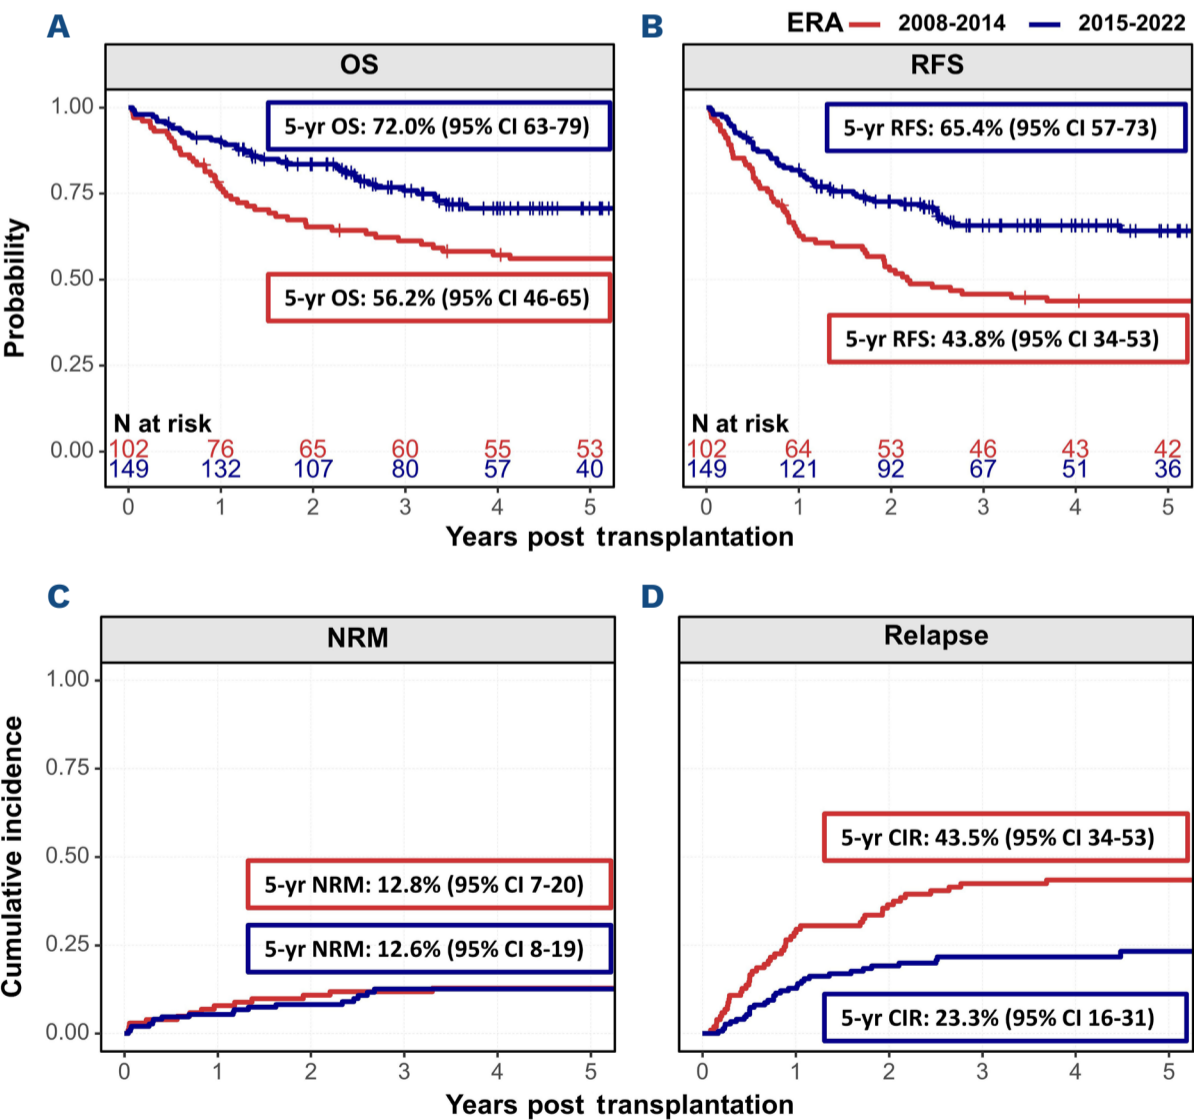 A
B
ERA 2008-2014 2015-2022
OS
RFS
Probability
1.00
0.75
0.50
0.25
0.00
5-yr OS: 72.0% (95% CI 63-79)
5-yr OS: 56.2% (95% CI 46-65)
N at risk
102 76 65 60 55 53
149 132 107 80 57 40
0 1 2 3 4 5
5-yr RFS: 65.4% (95% CI 57-73)
5-yr RFS: 43.8% (95% CI 34-53)
N at risk
102 64 53 46 43 42
149 121 92 67 51 36
0 1 2 3 4 5
Years post transplantation
C
D
NRM
Relapse
Cumulative incidence
1.00
0.75
0.50
0.25
0.00
5-yr NRM: 12.8% (95% CI 7-20)
5-yr NRM: 12.6% (95% CI 8-19)
0 1 2 3 4 5
5-yr CIR: 43.5% (95% CI 34-53)
5-yr CIR: 23.3% (95% CI 16-31)
0 1 2 3 4 5
Years post transplantation